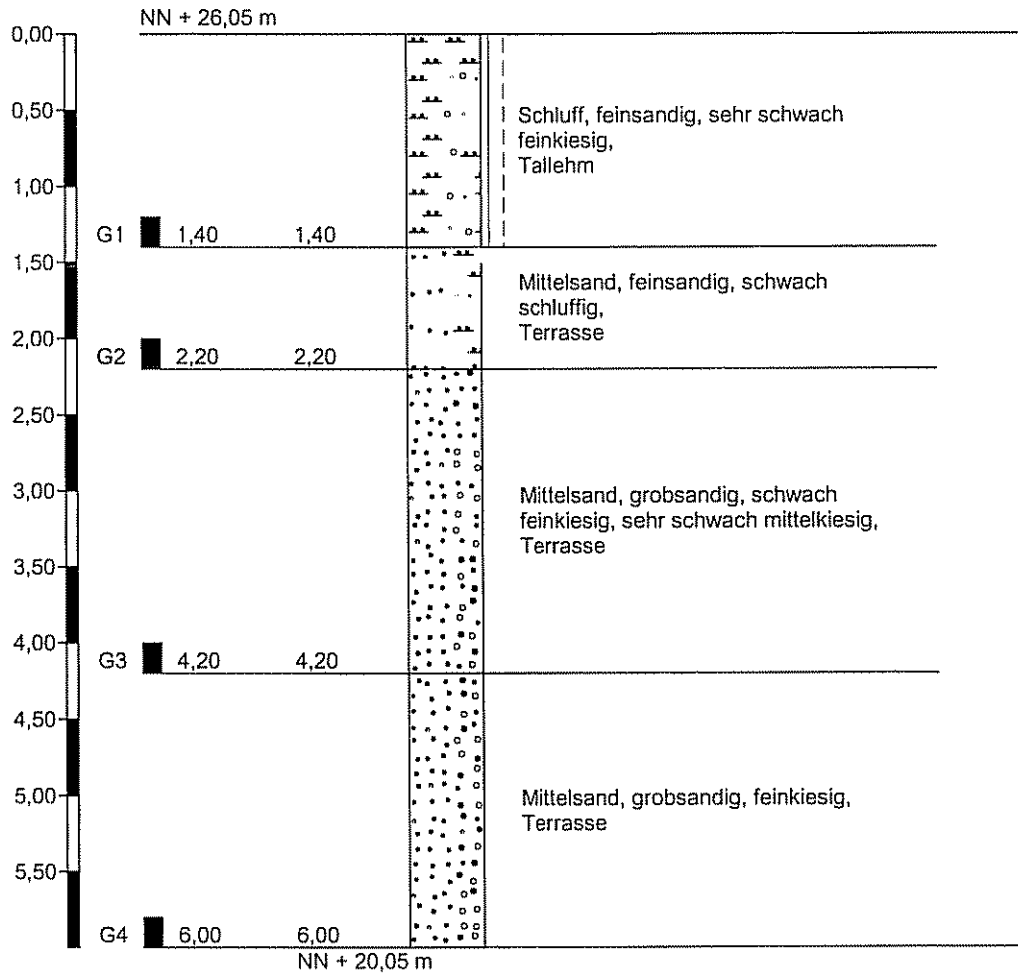 NN + 26,05 m
0,00
0,50
Schluff, feinsandig, sehr schwach
feinkiesig,
Tallehm
1,00
G1 1,40 1,40
1,50
Mittelsand, feinsandig, schwach
schluffig,
Terrasse
2,00
G2 2,20 2,20
2,50
3,00
Mittelsand, grobsandig, schwach
feinkiesig, sehr schwach mittelkiesig,
Terrasse
3,50
4,00
G3 4,20 4,20
4,50
5,00
Mittelsand, grobsandig, feinkiesig,
Terrasse
5,50
G4 6,00 6,00
NN + 20,05 m